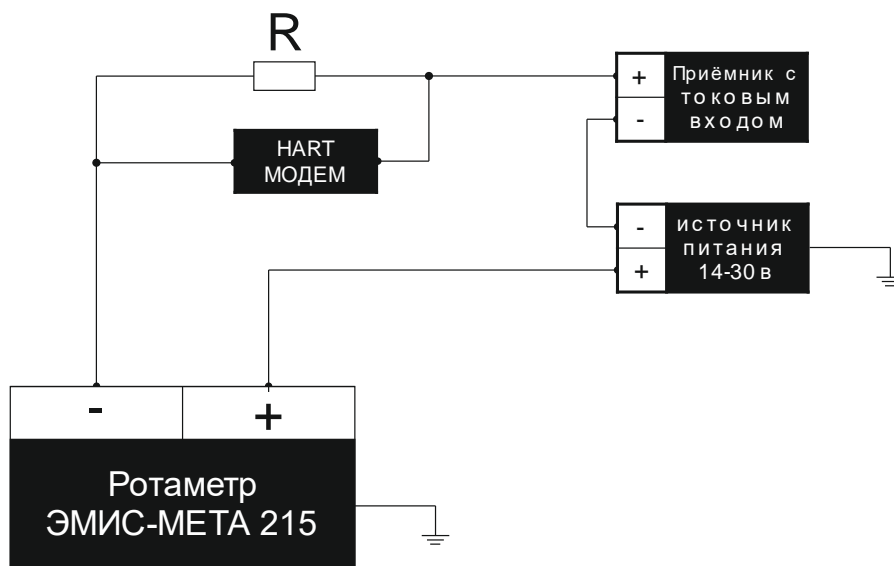 R
+
Приёмник с
токовым
входом
-
HART
МОДЕМ
-
источник
питания
14-30 в
+
-
+
Ротаметр
ЭМИС-МЕТА 215